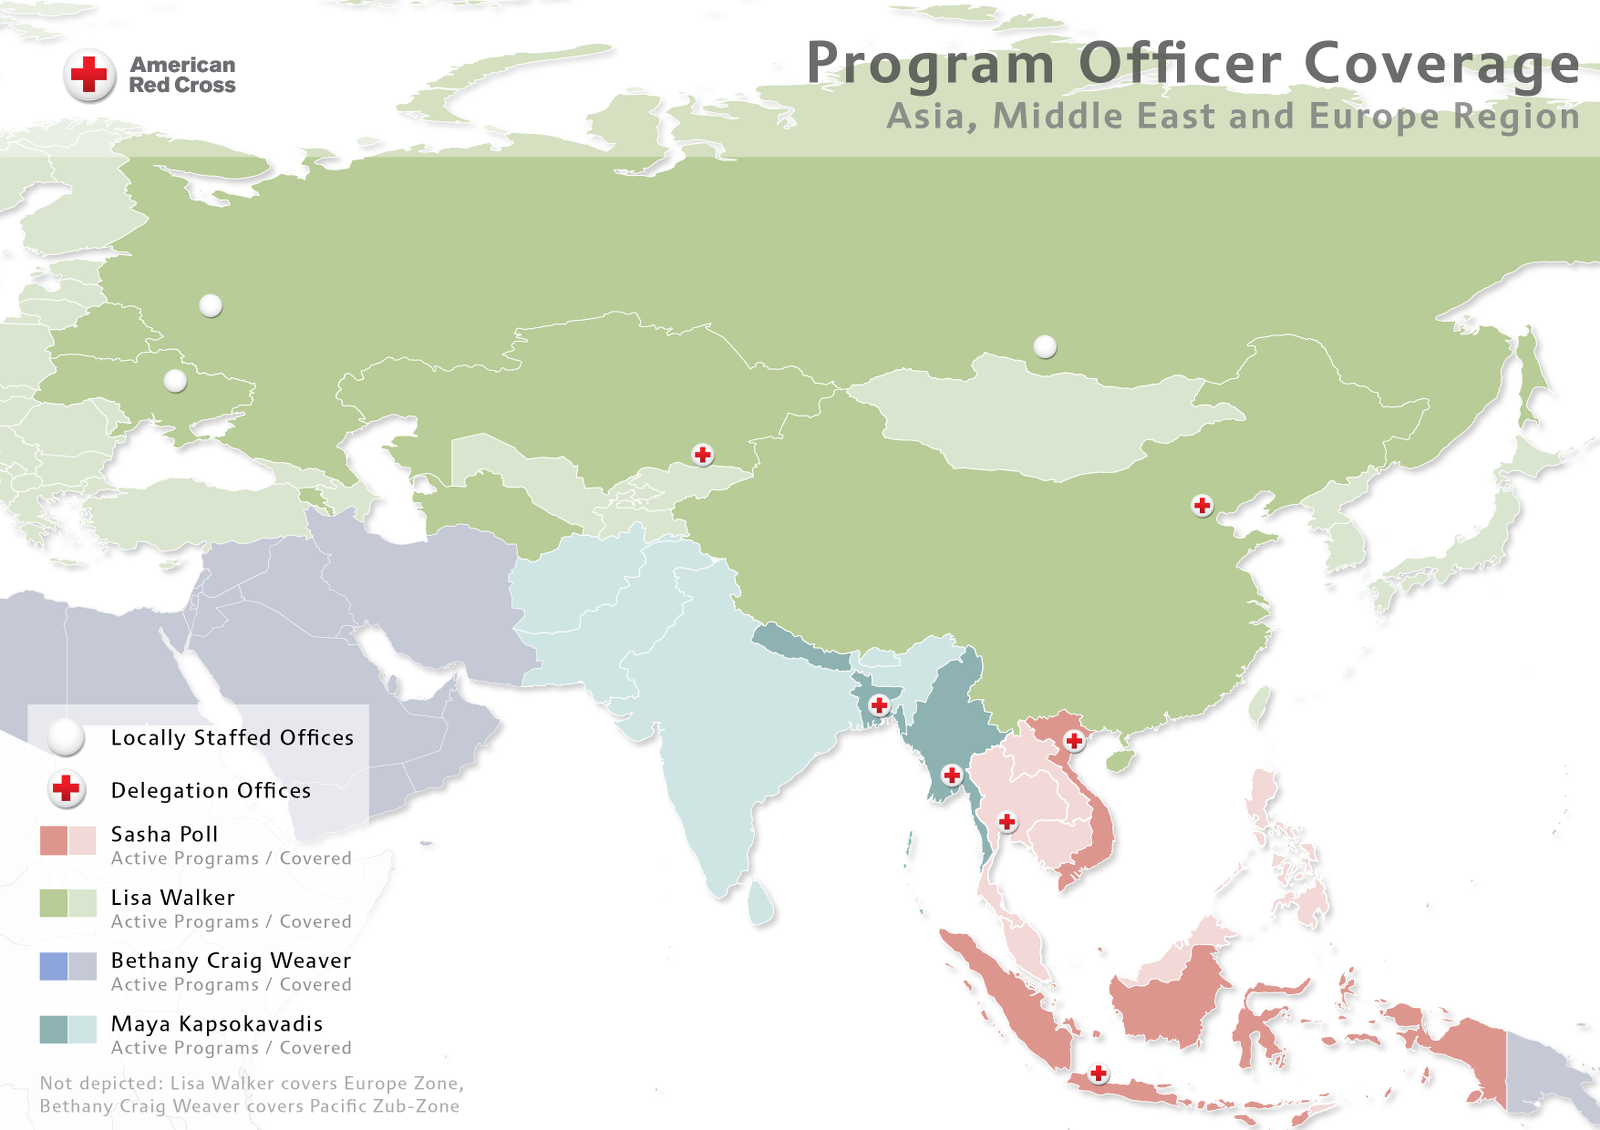 American
Red Cross
Program Officer Coverage
Asia, Middle East and Europe Region
Locally Staffed Offices
Delegation Offices
Sasha Poll
Active Programs / Covered
Lisa Walker
Active Programs / Covered
Bethany Craig Weaver
Active Programs / Covered
Maya Kapsokavadis
Active Programs / Covered
Not depicted: Lisa Walker covers Europe Zone,
Bethany Craig Weaver covers Pacific Zub-Zone